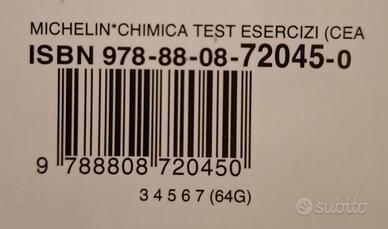 MICHELIN*CHIMICA TEST ESERCIZI (CEA
ISBN 978-88-08-72045-0
9 788808 720450
3 4 5 6 7 (64G)
subito